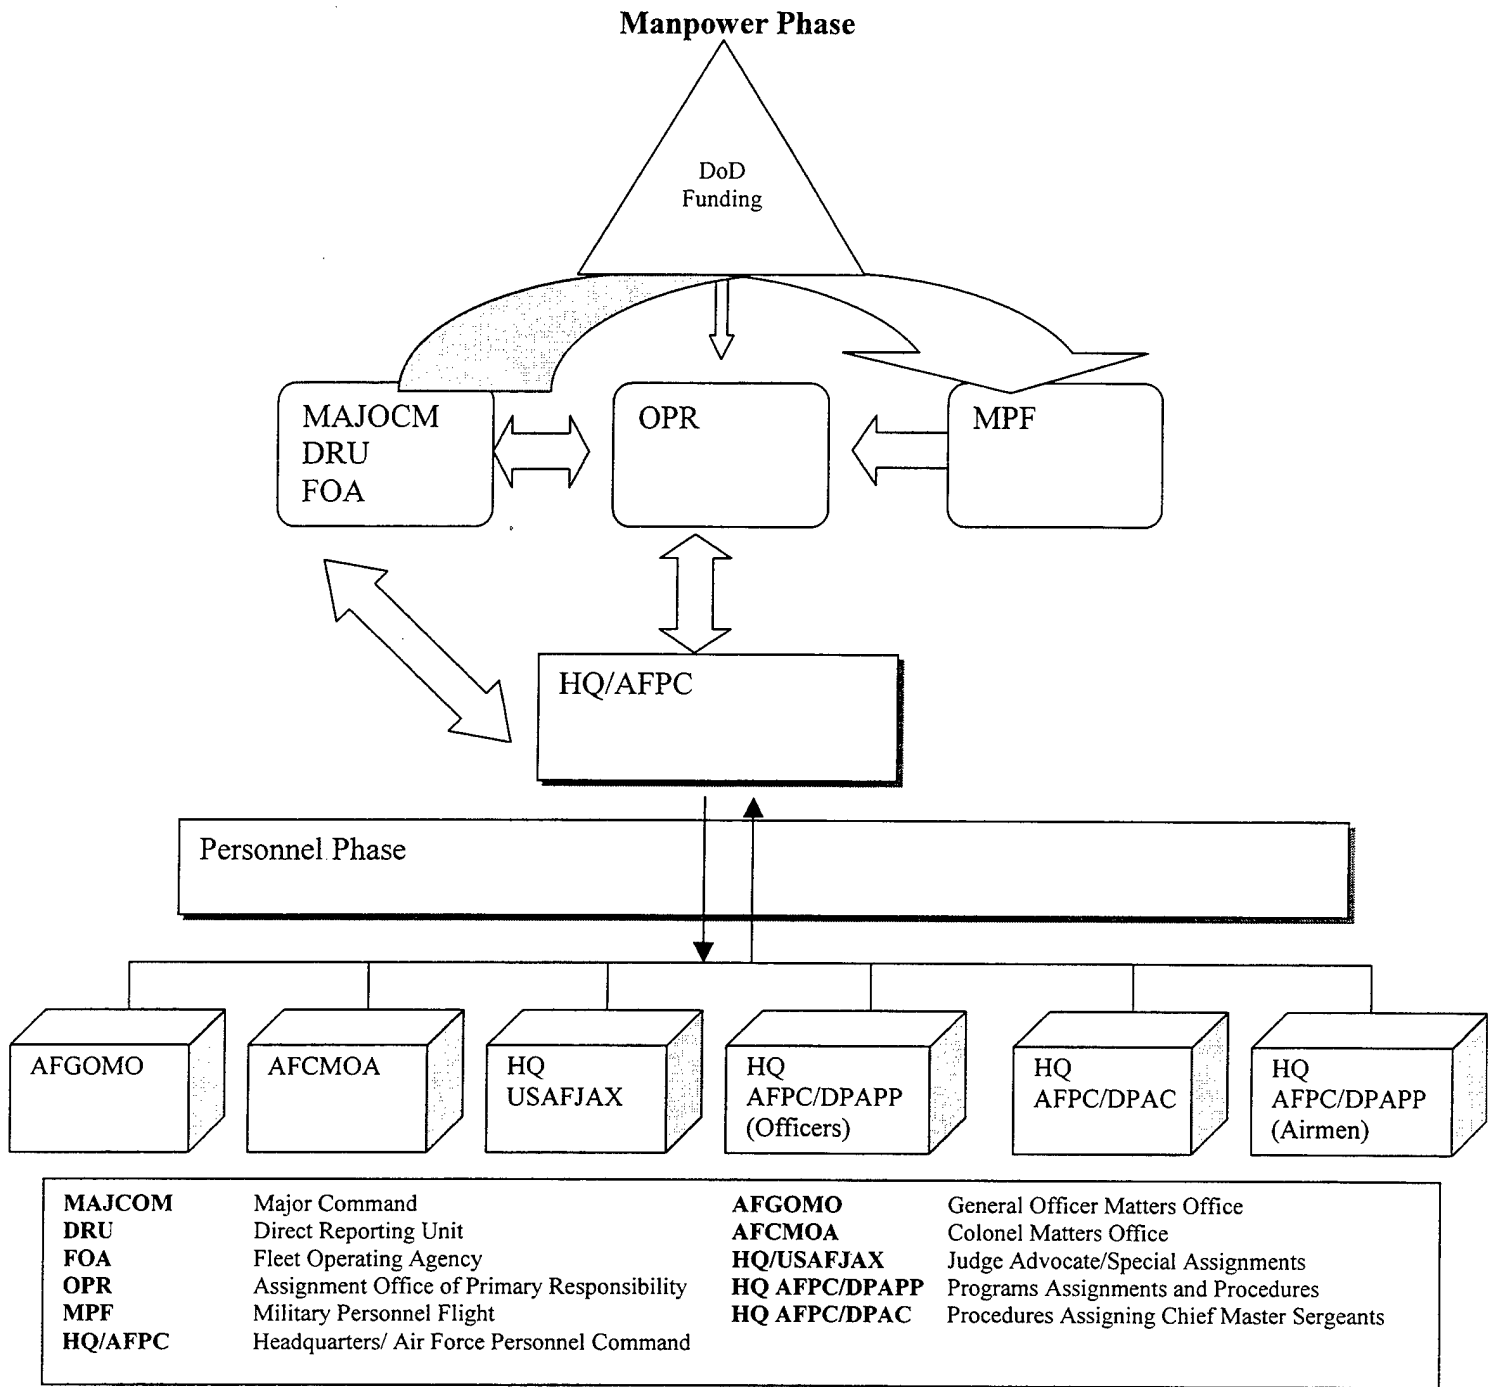 Manpower Phase
DoD
Funding
MAJOCM
DRU
FOA
OPR
MPF
HQ/AFPC
Personnel Phase
AFGOMO
AFCMOA
HQ
USAFJAX
HQ
AFPC/DPAPP
(Officers)
HQ
AFPC/DPAC
HQ
AFPC/DPAPP
(Airmen)
MAJCOM Major Command
DRU Direct Reporting Unit
FOA Fleet Operating Agency
OPR Assignment Office of Primary Responsibility
MPF Military Personnel Flight
HQ/AFPC Headquarters/ Air Force Personnel Command
AFGOMO General Officer Matters Office
AFCMOA Colonel Matters Office
HQ/USAFJAX Judge Advocate/Special Assignments
HQ AFPC/DPAPP Programs Assignments and Procedures
HQ AFPC/DPAC Procedures Assigning Chief Master Sergeants